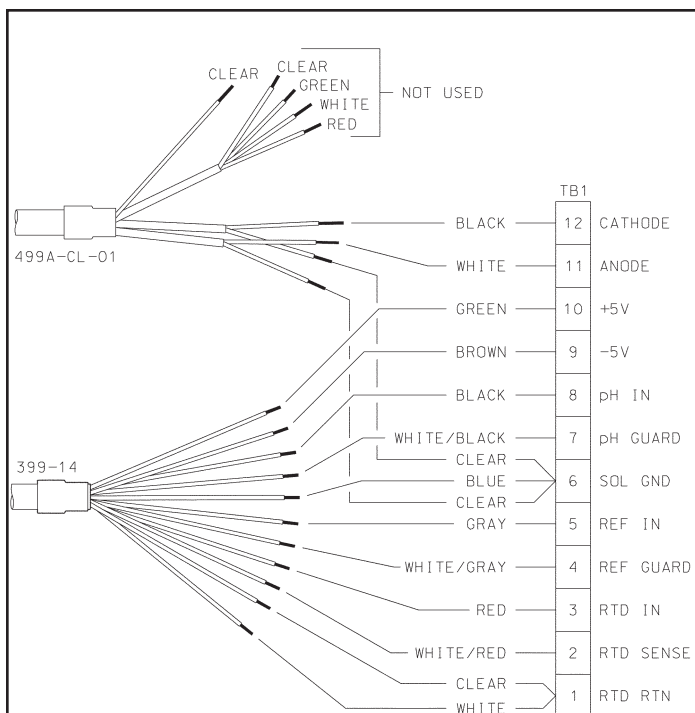 CLEAR
CLEAR
GREEN
WHITE
RED
NOT USED
499A-CL-01
399-14
TB1
BLACK 12 CATHODE
WHITE 11 ANODE
GREEN 10 +5V
BROWN 9 -5V
BLACK 8 pH IN
WHITE/BLACK 7 pH GUARD
CLEAR
BLUE 6 SOL GND
CLEAR
GRAY 5 REF IN
WHITE/GRAY 4 REF GUARD
RED 3 RTD IN
WHITE/RED 2 RTD SENSE
CLEAR
1 RTD RTN
WHITE